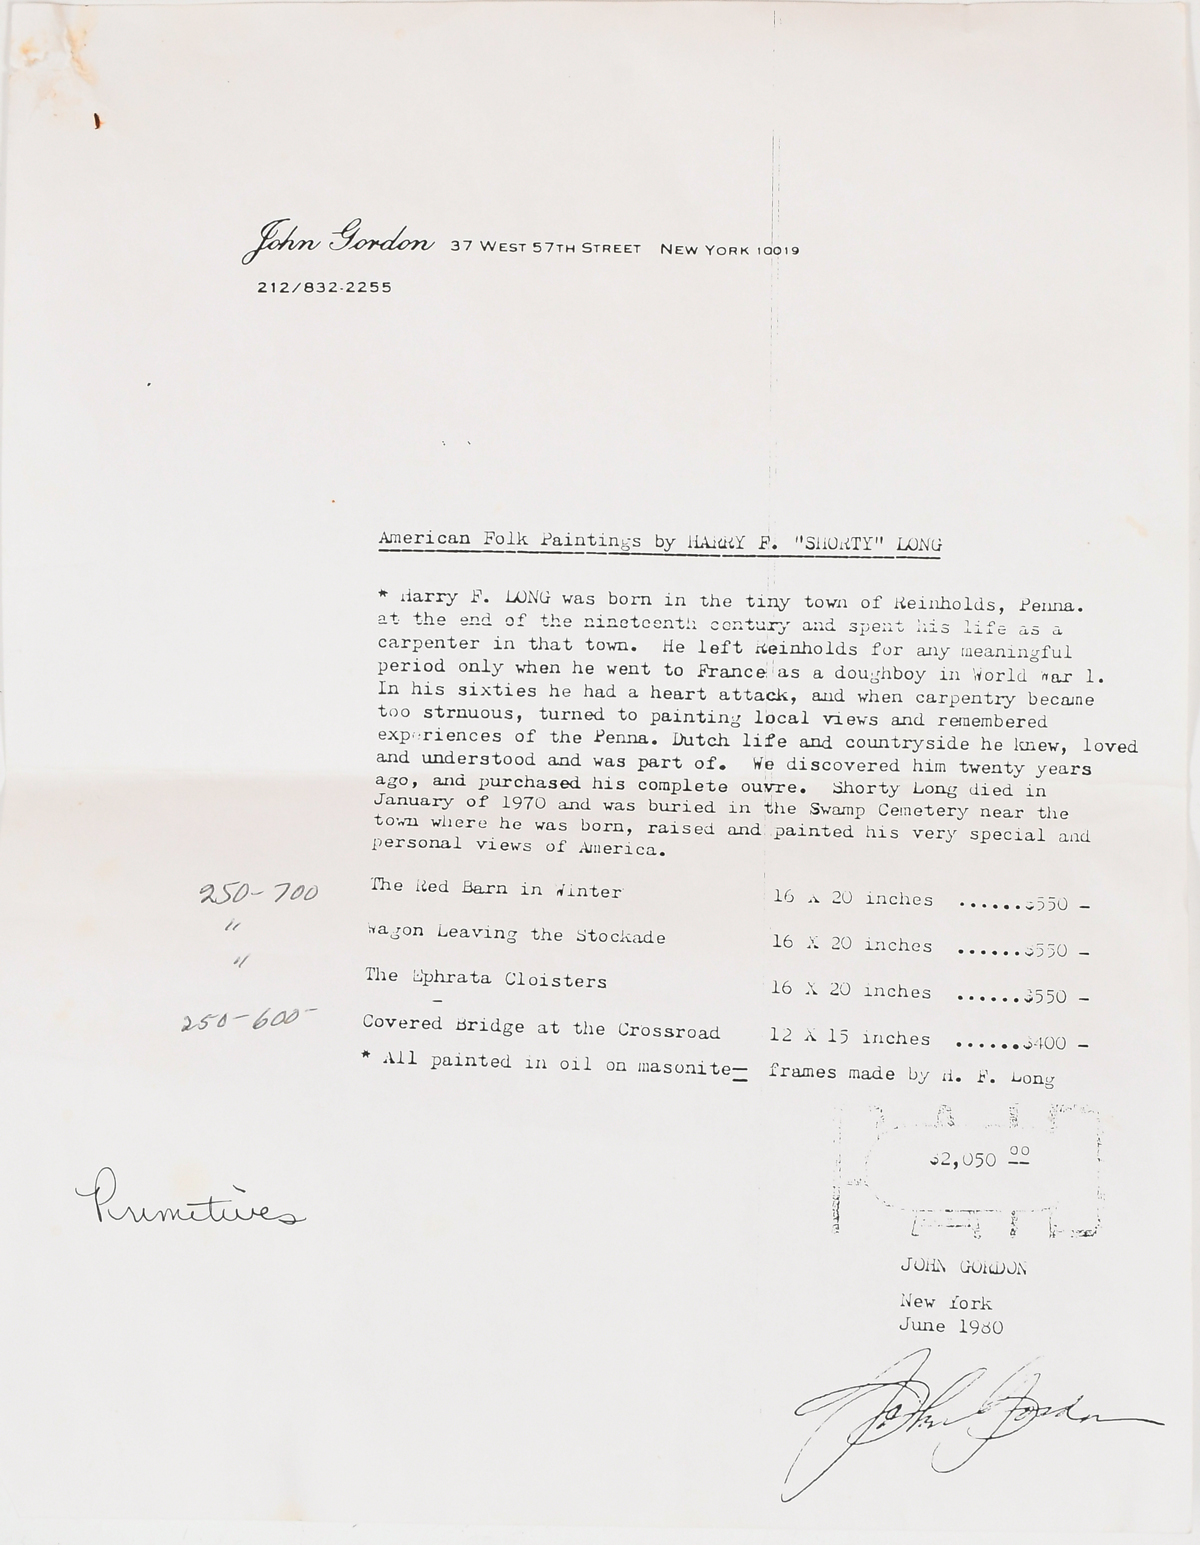 John Gordon 37 WEST 57TH STREET NEW YORK 10019
212/832-2255
American Folk Paintings by HARRY F. "SHORTY" LONG
* Harry F. LONG was born in the tiny town of Reinholds, Penna.
at the end of the nineteenth century and spent his life as a
carpenter in that town. He left Reinholds for any meaningful
period only when he went to France as a doughboy in World War 1.
In his sixties he had a heart attack, and when carpentry became
too strnuous, turned to painting local views and remembered
experiences of the Penna. Dutch life and countryside he knew, loved
and understood and was part of. We discovered him twenty years
ago, and purchased his complete ouvre. Shorty Long died in
January of 1970 and was buried in the Swamp Cemetery near the
town where he was born, raised and painted his very special and
personal views of America.
250-700 The Red Barn in Winter 16 X 20 inches ......$550 -
" Wagon Leaving the Stockade 16 X 20 inches ......$550 -
" The Ephrata Cloisters 16 X 20 inches ......$550 -
250-600- Covered Bridge at the Crossroad 12 X 15 inches ......$400 -
* All painted in oil on masonite= frames made by H. F. Long
PAID
$2,050 00
Primitives
JOHN GORDON
New York
June 1980
John Gordon